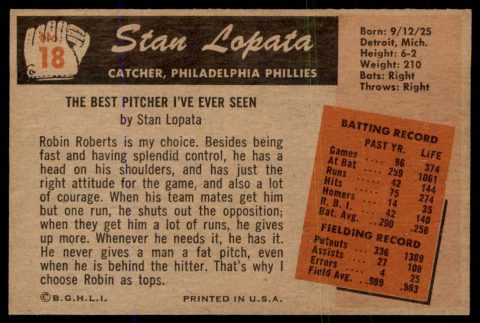 NO. 18
Stan Lopata
CATCHER, PHILADELPHIA PHILLIES
Born: 9/12/25
Detroit, Mich.
Height: 6-2
Weight: 210
Bats: Right
Throws: Right
THE BEST PITCHER I'VE EVER SEEN
by Stan Lopata
Robin Roberts is my choice. Besides being
fast and having splendid control, he has a
head on his shoulders, and has just the
right attitude for the game, and also a lot
of courage. When his team mates get him
but one run, he shuts out the opposition;
when they get him a lot of runs, he gives
up more. Whenever he needs it, he has it.
He never gives a man a fat pitch, even
when he is behind the hitter. That's why I
choose Robin as tops.
©B.G.H.L.I. PRINTED IN U.S.A.
BATTING RECORD
PAST YR. LIFE
Games 96 374
At Bat 259 1061
Runs 42 144
Hits 75 274
Homers 14 35
R. B. I. 42 140
Bat. Avg. .290 .258
FIELDING RECORD
Putouts 336 1309
Assists 27 108
Errors 4 25
Field Avg. .989 .983